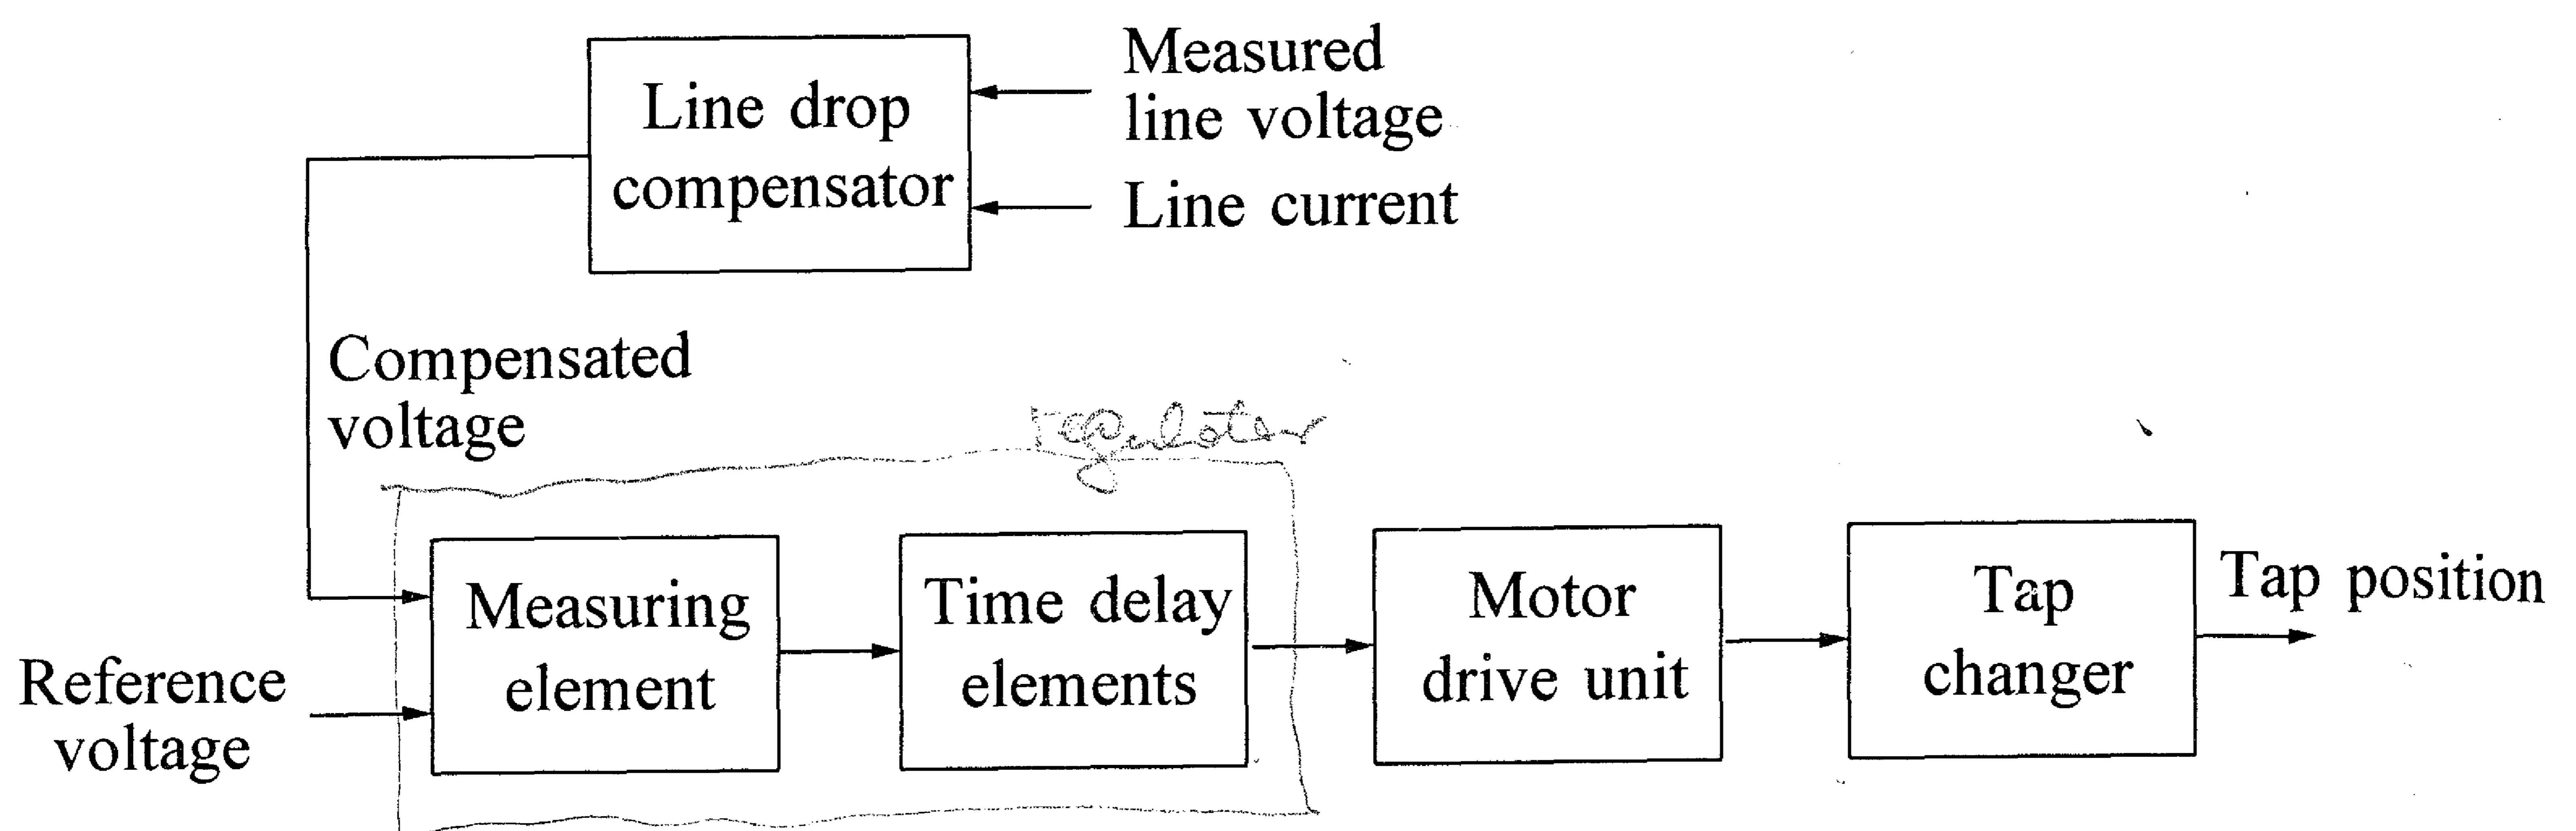 Line drop
compensator
Measured
line voltage
Line current
Compensated
voltage
regulator
Reference
voltage
Measuring
element
Time delay
elements
Motor
drive unit
Tap
changer
Tap position